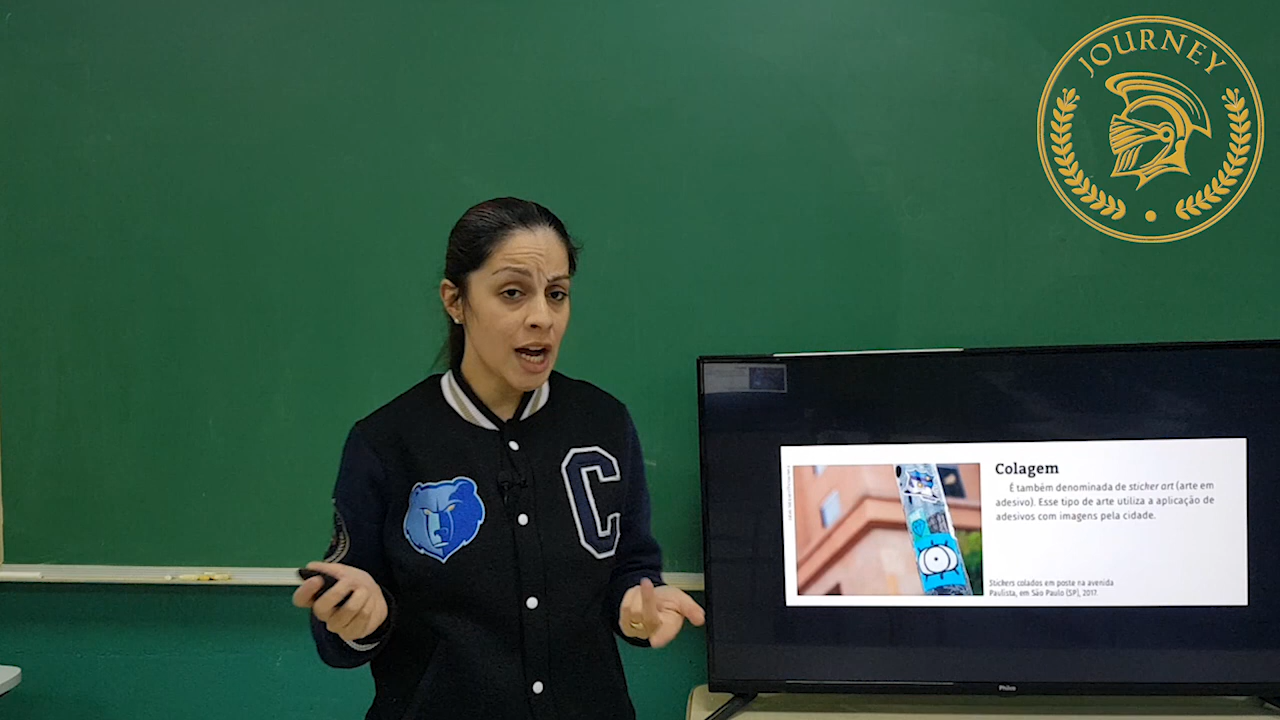 JOURNEY
C
Colagem
É também denominada de sticker art (arte em
adesivo). Esse tipo de arte utiliza a aplicação de
adesivos com imagens pela cidade.
Stickers colados em poste na avenida
Paulista, em São Paulo (SP), 2017.
Philco